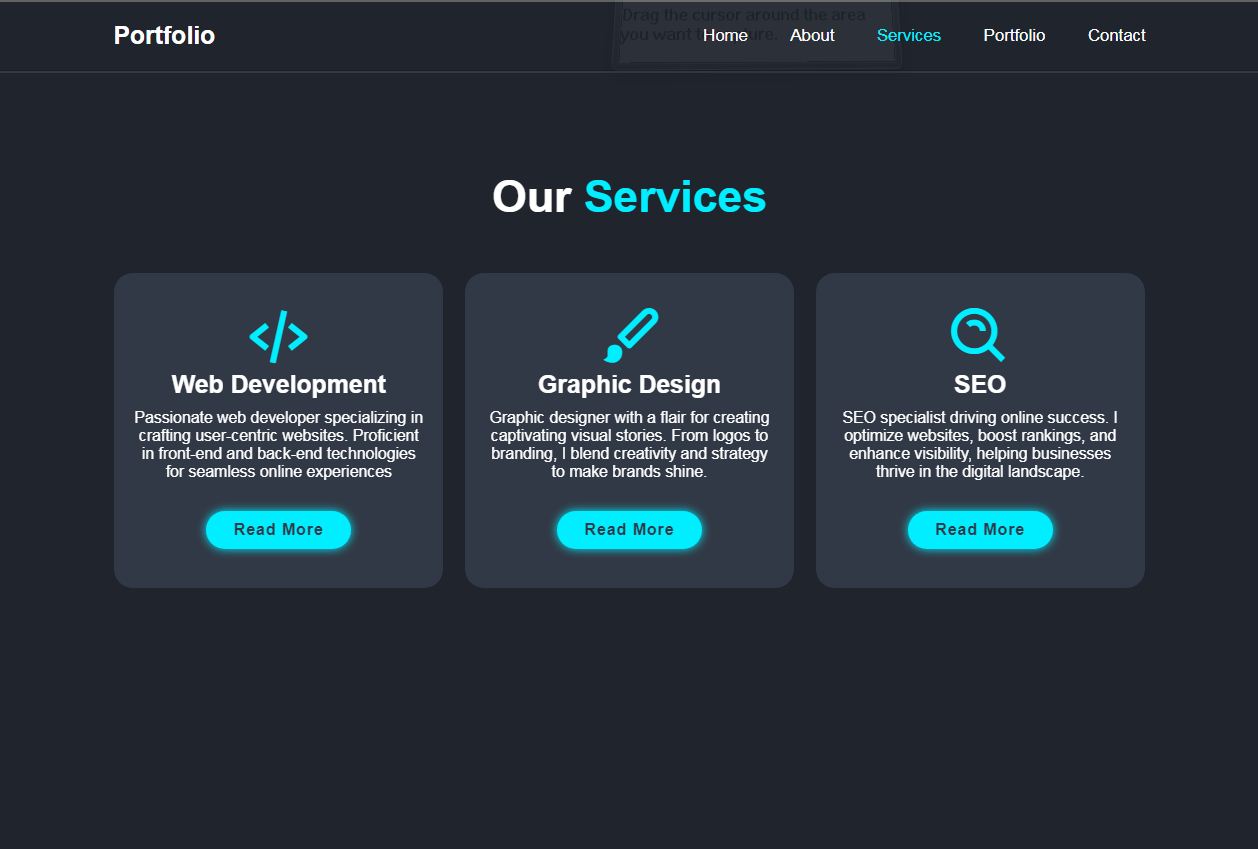 Drag the cursor around the area
you want ture.
Portfolio
Home
About
Services
Portfolio
Contact
Our Services
Web Development
Passionate web developer specializing in
crafting user-centric websites. Proficient
in front-end and back-end technologies
for seamless online experiences
Read More
Graphic Design
Graphic designer with a flair for creating
captivating visual stories. From logos to
branding, I blend creativity and strategy
to make brands shine.
Read More
SEO
SEO specialist driving online success. I
optimize websites, boost rankings, and
enhance visibility, helping businesses
thrive in the digital landscape.
Read More